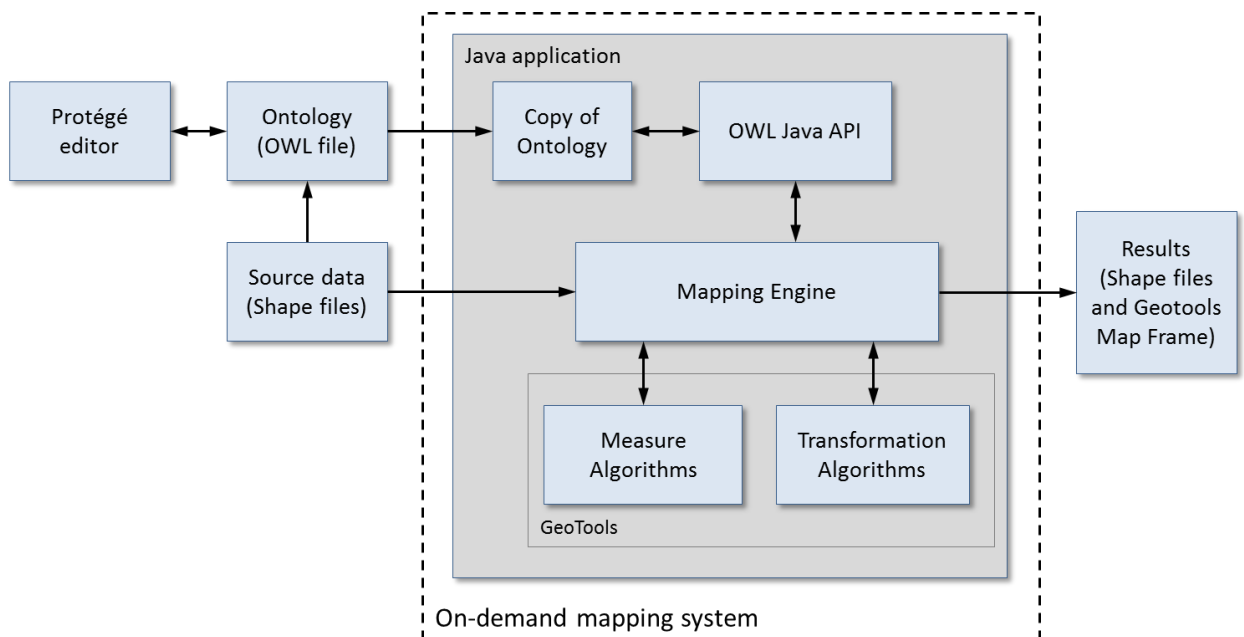 Java application
Protégé
editor
Ontology
(OWL file)
Copy of
Ontology
OWL Java API
Source data
(Shape files)
Mapping Engine
Results
(Shape files
and Geotools
Map Frame)
Measure
Algorithms
Transformation
Algorithms
GeoTools
On-demand mapping system